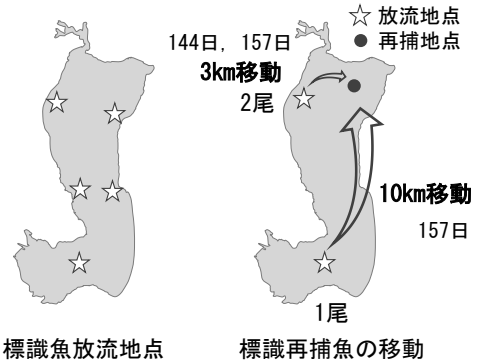 ☆ 放流地点
● 再捕地点
144日，157日
3km移動
2尾
10km移動
157日
1尾
標識魚放流地点
標識再捕魚の移動